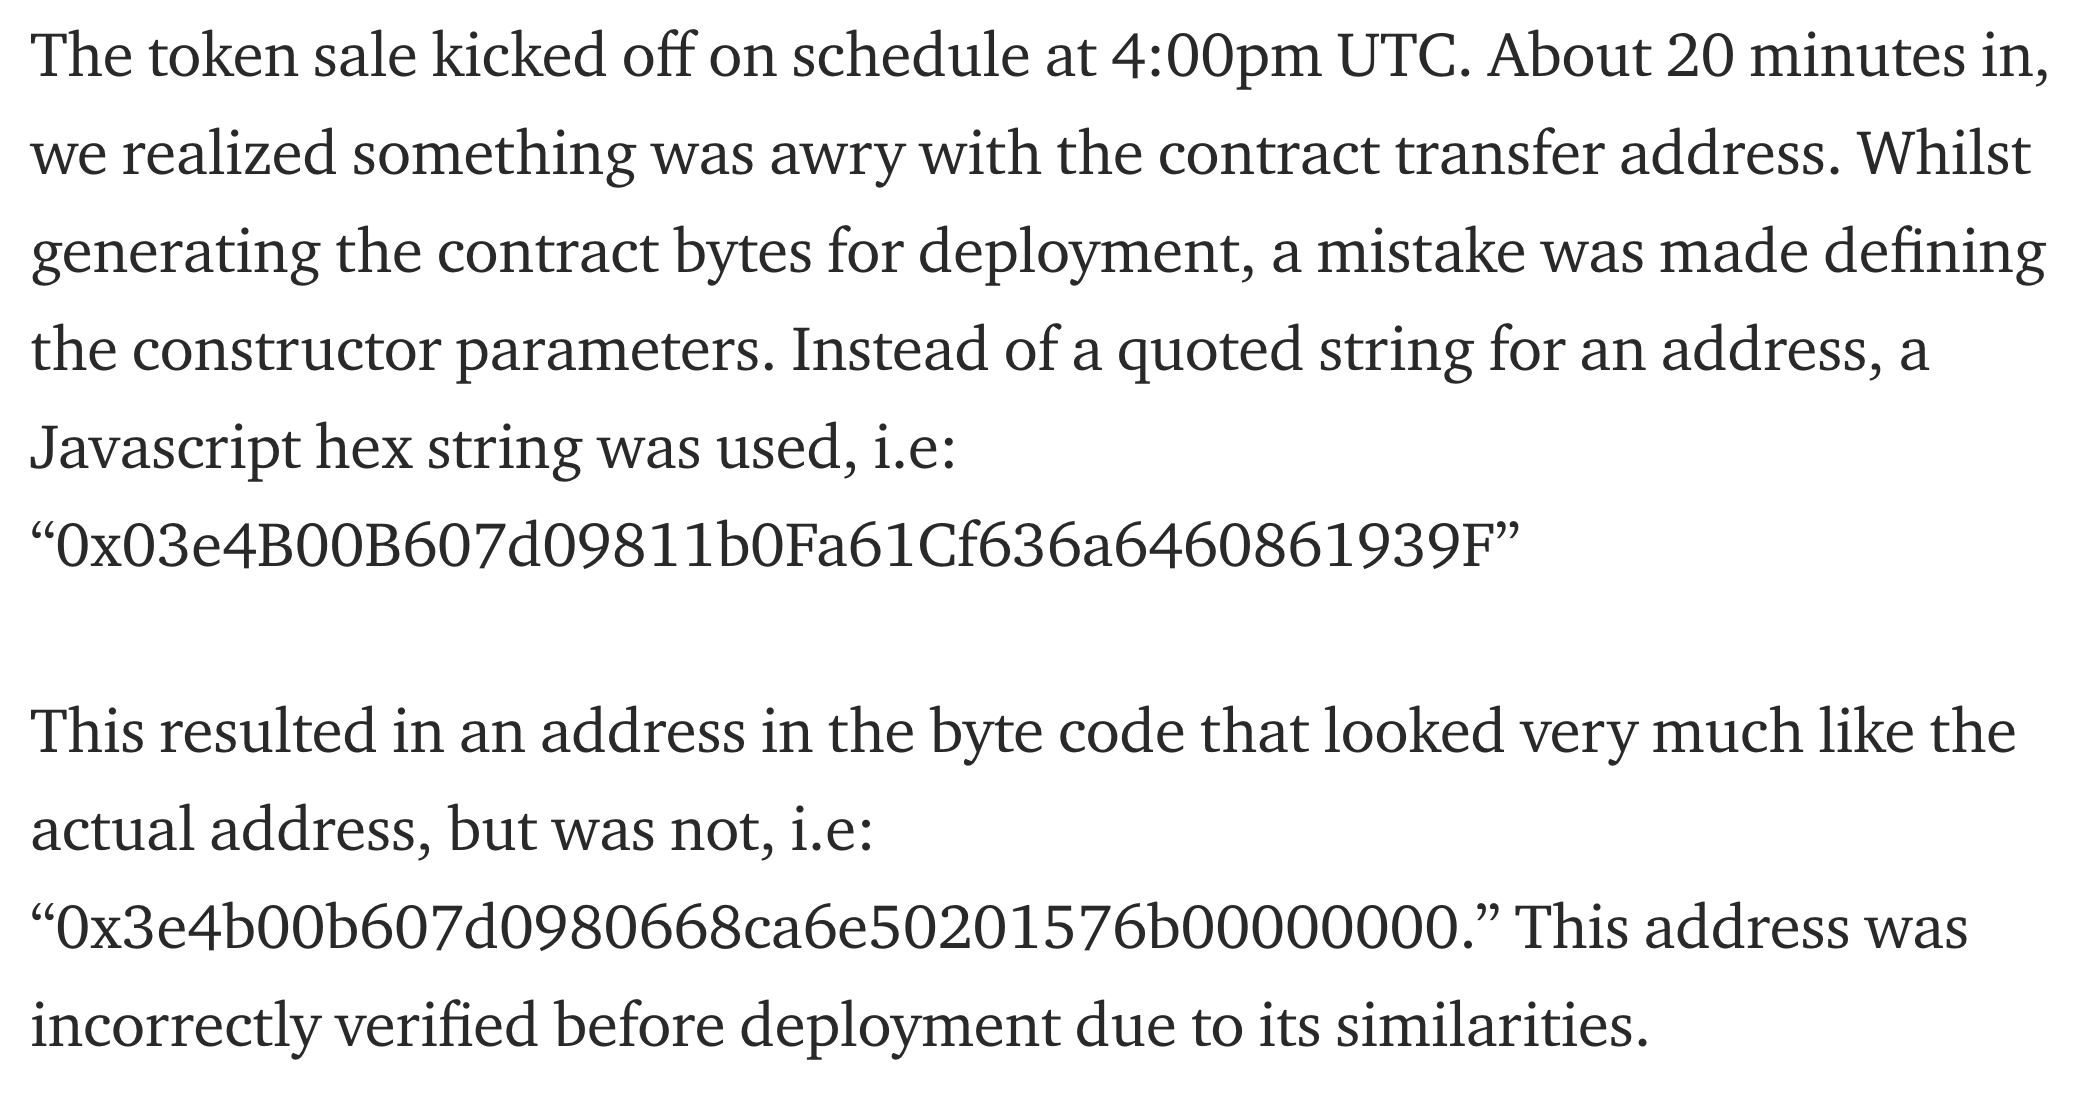 The token sale kicked off on schedule at 4:00pm UTC. About 20 minutes in,
we realized something was awry with the contract transfer address. Whilst
generating the contract bytes for deployment, a mistake was made defining
the constructor parameters. Instead of a quoted string for an address, a
Javascript hex string was used, i.e:
“0x03e4B00B607d09811b0Fa61Cf636a6460861939F”
This resulted in an address in the byte code that looked very much like the
actual address, but was not, i.e:
“0x3e4b00b607d0980668ca6e50201576b00000000.” This address was
incorrectly verified before deployment due to its similarities.